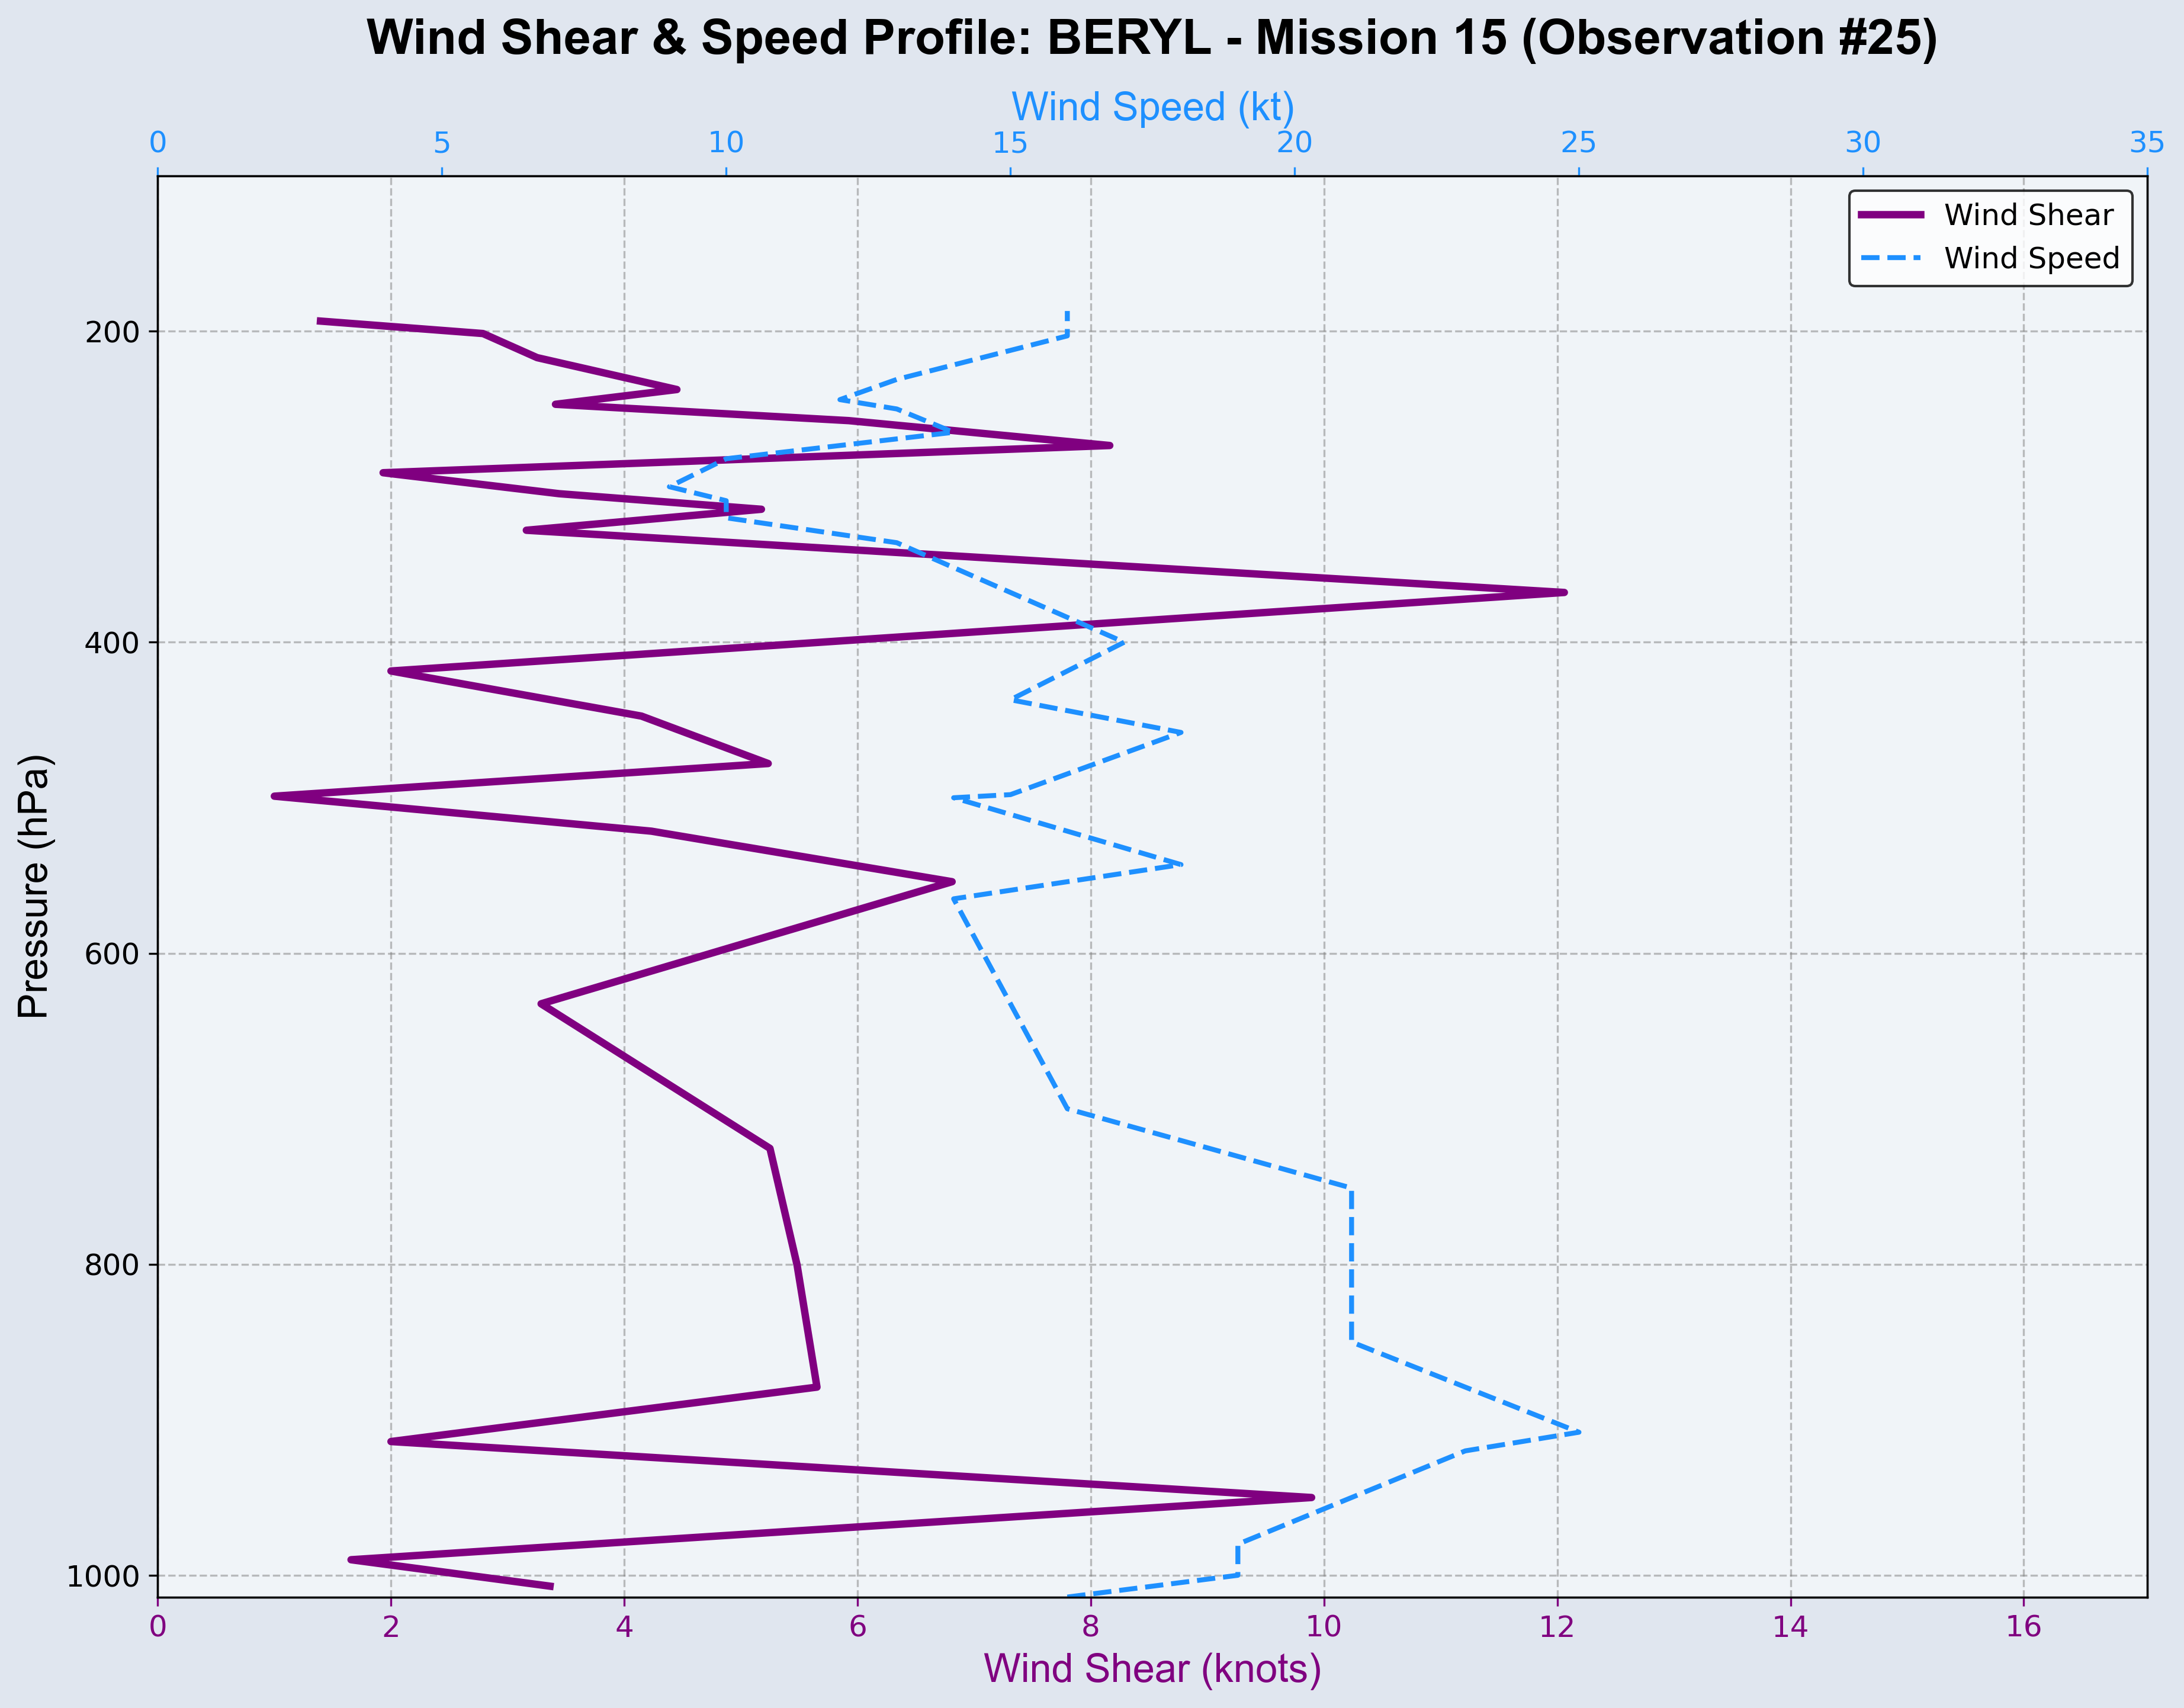 Wind Shear & Speed Profile: BERYL - Mission 15 (Observation #25)
Wind Speed (kt)
0 5 10 15 20 25 30 35
Wind Shear
Wind Speed
200
400
600
800
1000
Pressure (hPa)
0 2 4 6 8 10 12 14 16
Wind Shear (knots)